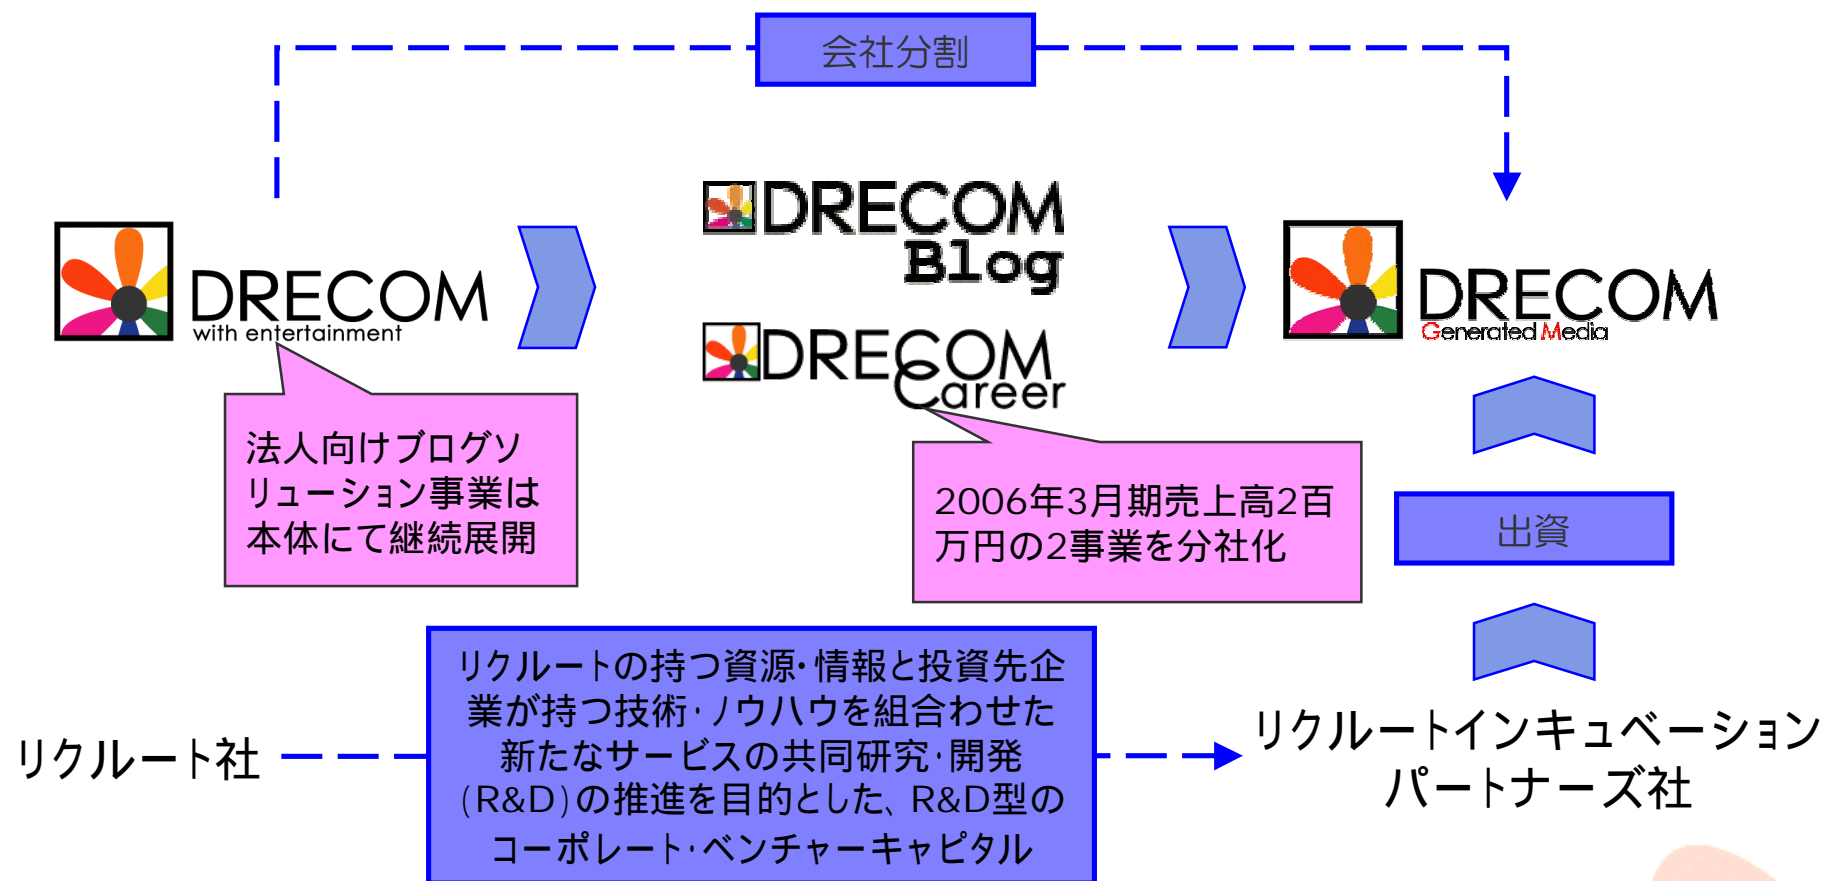 会社分割
DRECOM
with entertainment
DRECOM
Blog
DRECOM
Career
DRECOM
Generated Media
法人向けブログソ
リューション事業は
本体にて継続展開
2006年3月期売上高2百
万円の2事業を分社化
出資
リクルート社
リクルートの持つ資源・情報と投資先企
業が持つ技術・ノウハウを組合わせた
新たなサービスの共同研究・開発
(R&D)の推進を目的とした、R&D型の
コーポレート・ベンチャーキャピタル
リクルートインキュベーション
パートナーズ社